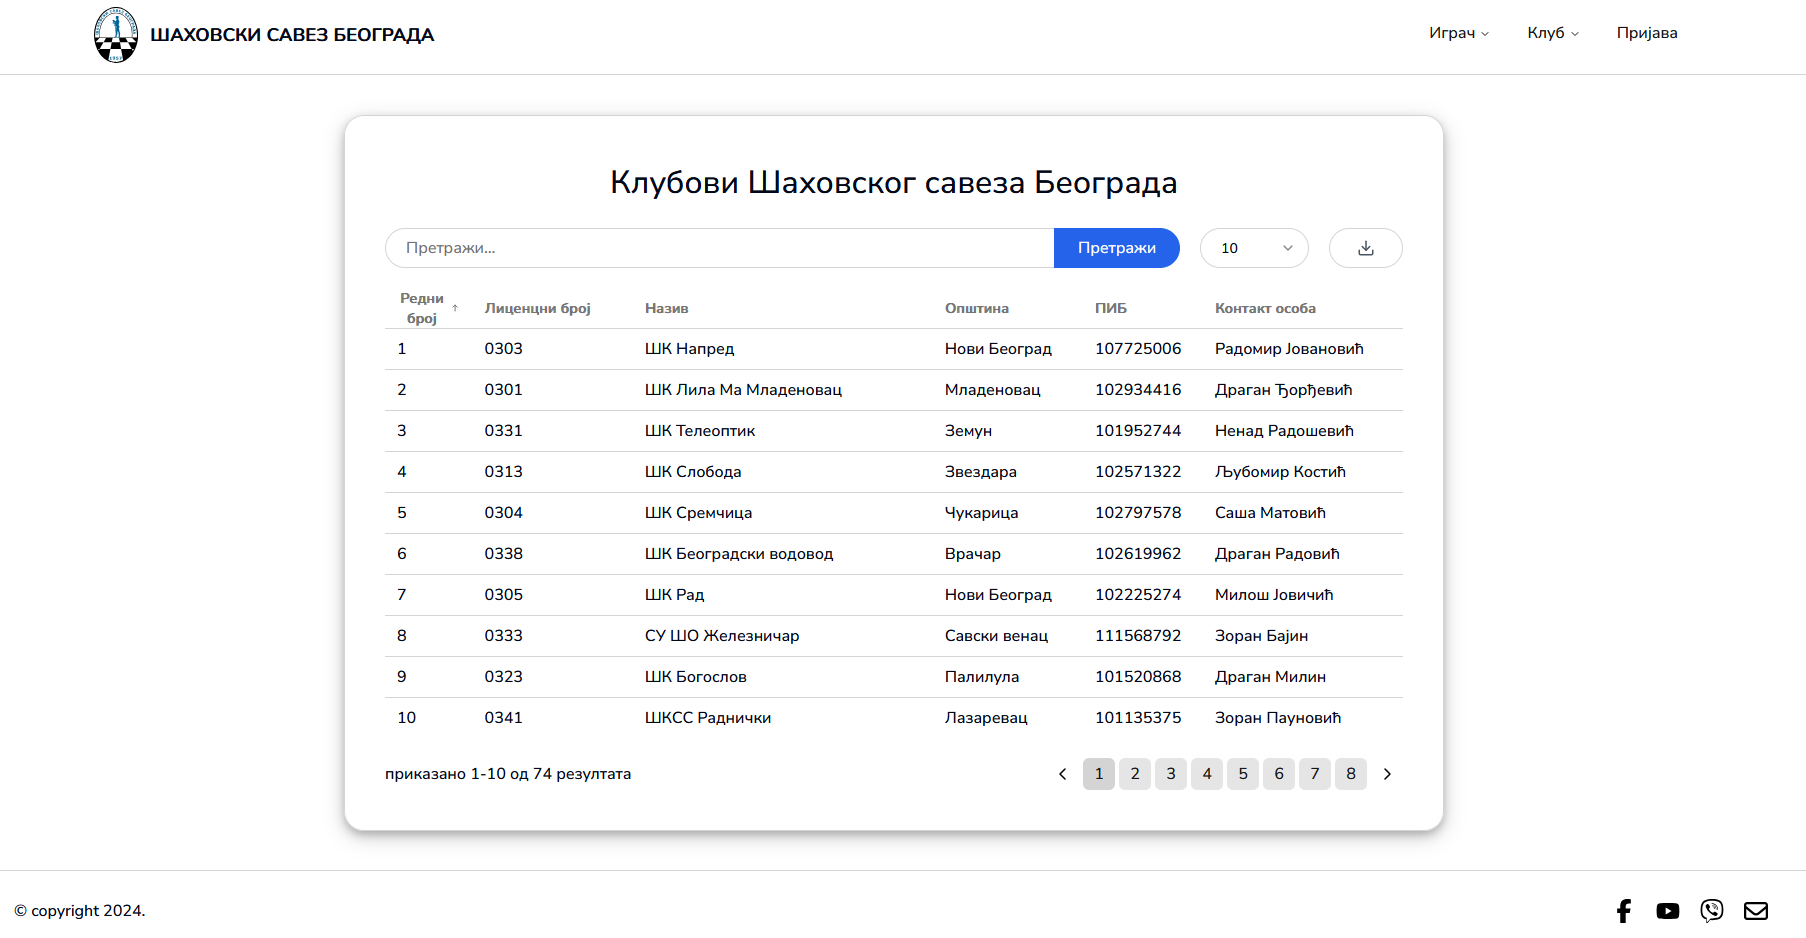 ШАХОВСКИ САВЕЗ БЕОГРАДА
Играч Клуб Пријава
Клубови Шаховског савеза Београда
Претражи... Претражи 10
Редни број Лиценцни број Назив Општина ПИБ Контакт особа
1 0303 ШК Напред Нови Београд 107725006 Радомир Јовановић
2 0301 ШК Лила Ма Младеновац Младеновац 102934416 Драган Ђорђевић
3 0331 ШК Телеоптик Земун 101952744 Ненад Радошевић
4 0313 ШК Слобода Звездара 102571322 Љубомир Костић
5 0304 ШК Сремчица Чукарица 102797578 Саша Матовић
6 0338 ШК Београдски водовод Врачар 102619962 Драган Радовић
7 0305 ШК Рад Нови Београд 102225274 Милош Јовичић
8 0333 СУ ШО Железничар Савски венац 111568792 Зоран Бајин
9 0323 ШК Богослов Палилула 101520868 Драган Милин
10 0341 ШКСС Раднички Лазаревац 101135375 Зоран Пауновић
приказано 1-10 од 74 резултата 1 2 3 4 5 6 7 8
© copyright 2024.